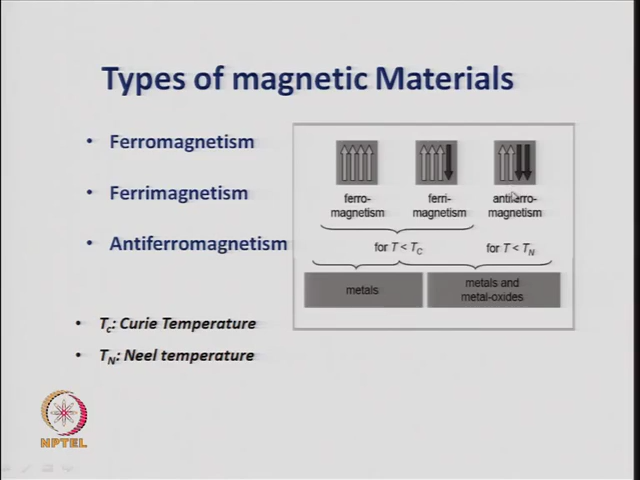 Types of magnetic Materials
• Ferromagnetism
• Ferrimagnetism
• Antiferromagnetism
• Tc: Curie Temperature
• TN: Neel temperature
ferro-
magnetism
ferri-
magnetism
antiferro-
magnetism
for T < TC
for T < TN
metals
metals and
metal-oxides
NPTEL